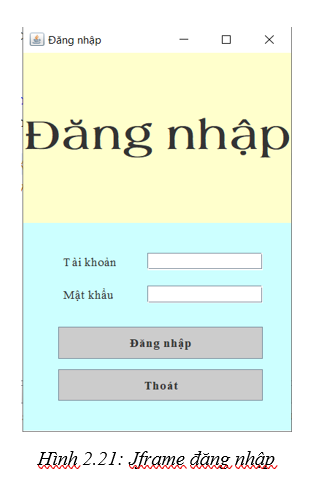 Đăng nhập
Đăng nhập
Tài khoản
Mật khẩu
Đăng nhập
Thoát
Hình 2.21: Jframe đăng nhập